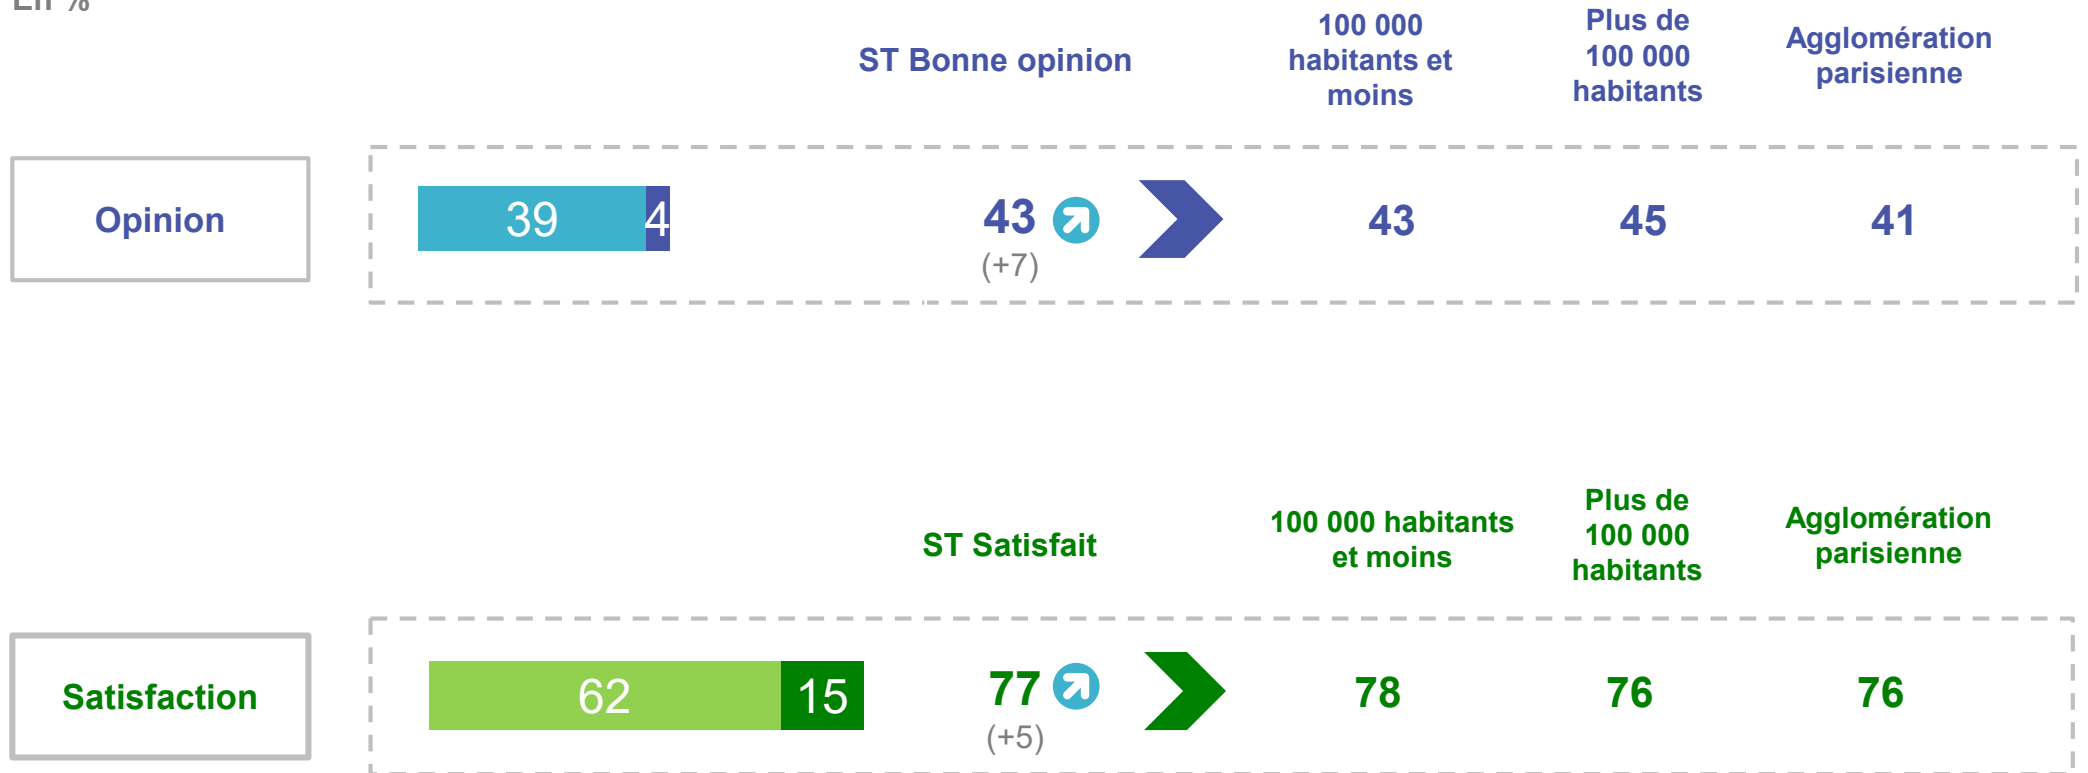 En %
ST Bonne opinion
100 000
habitants et
moins
Plus de
100 000
habitants
Agglomération
parisienne
Opinion
39
4
43
(+7)
43
45
41
ST Satisfait
100 000 habitants
et moins
Plus de
100 000
habitants
Agglomération
parisienne
Satisfaction
62
15
77
(+5)
78
76
76